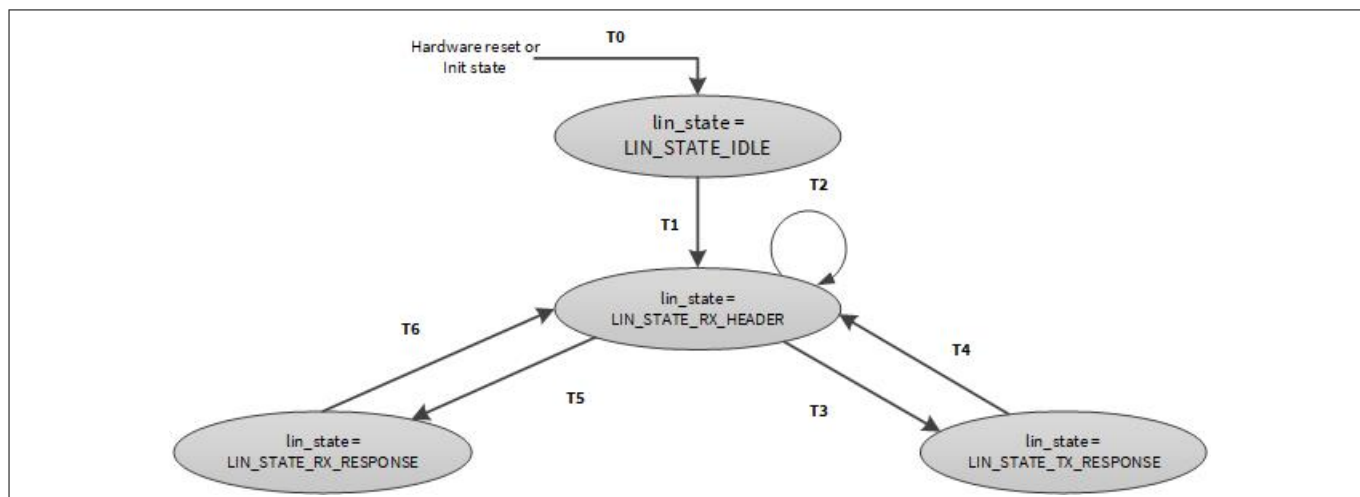 T0
Hardware reset or
Init state
lin_state =
LIN_STATE_IDLE
T2
T1
lin_state =
LIN_STATE_RX_HEADER
T6
T4
T5
T3
lin_state =
LIN_STATE_RX_RESPONSE
lin_state =
LIN_STATE_TX_RESPONSE